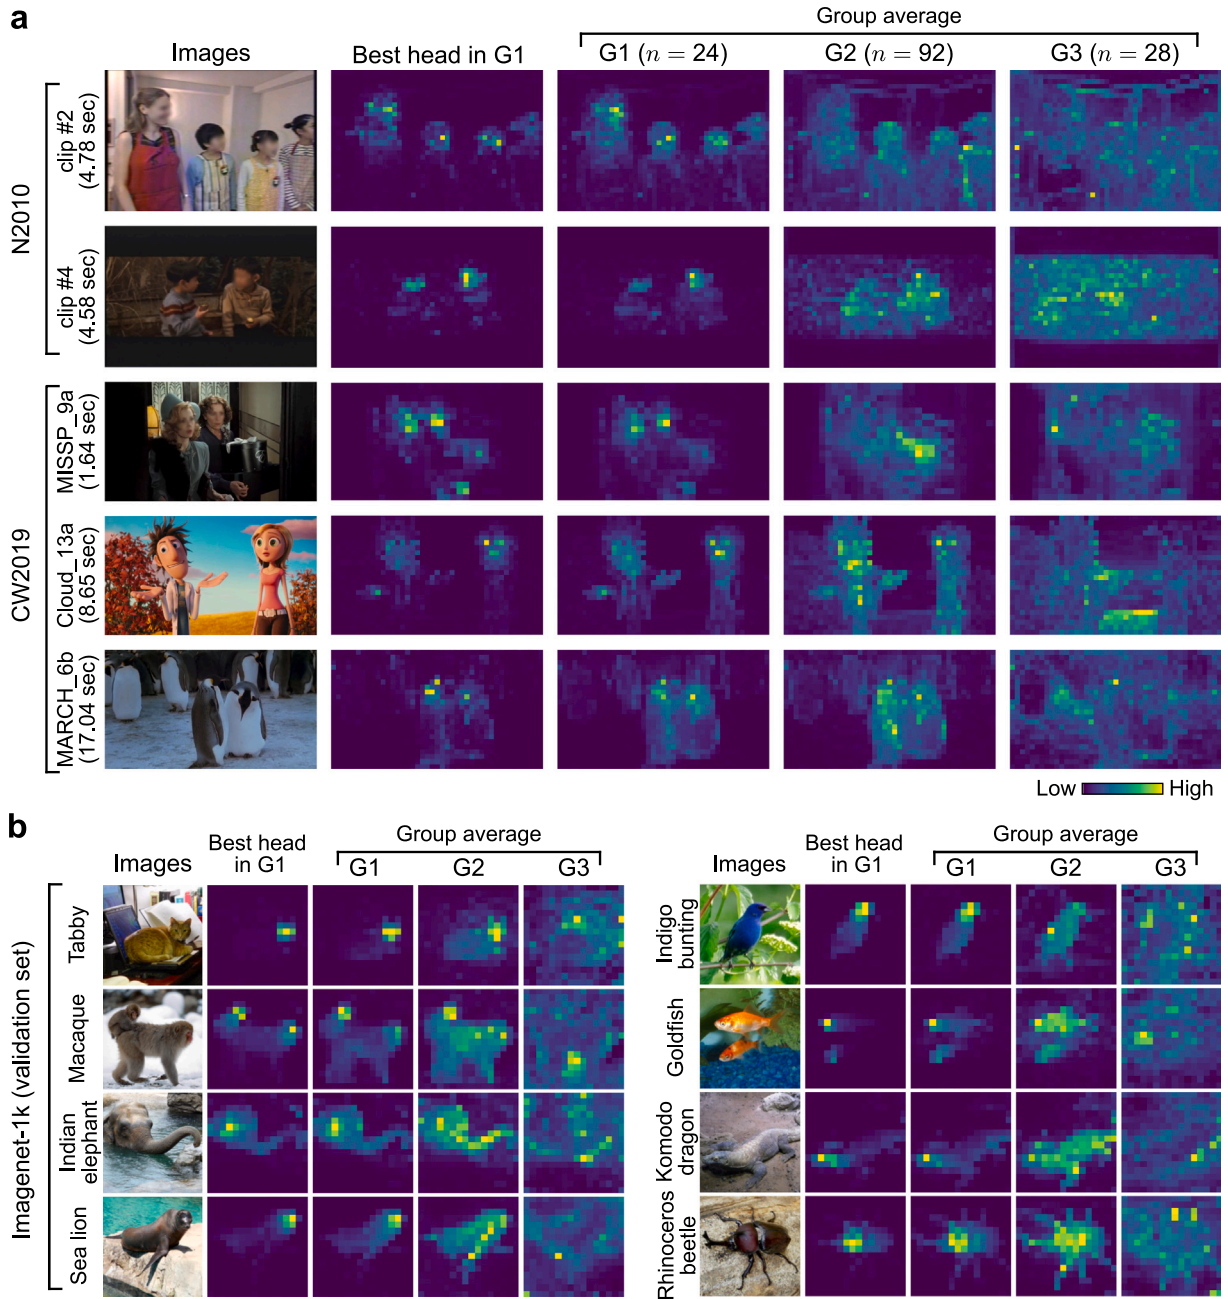 a
Group average
Images
Best head in G1
G1 (n = 24)
G2 (n = 92)
G3 (n = 28)
N2010
clip #2
(4.78 sec)
clip #4
(4.58 sec)
CW2019
MISSP_9a
(1.64 sec)
Cloud_13a
(8.65 sec)
MARCH_6b
(17.04 sec)
Low
High
b
Images
Best head
in G1
Group average
G1
G2
G3
Imagenet-1k (validation set)
Tabby
Macaque
Indian
elephant
Sea lion
Images
Best head
in G1
Group average
G1
G2
G3
Indigo
bunting
Goldfish
Komodo
dragon
Rhinoceros
beetle